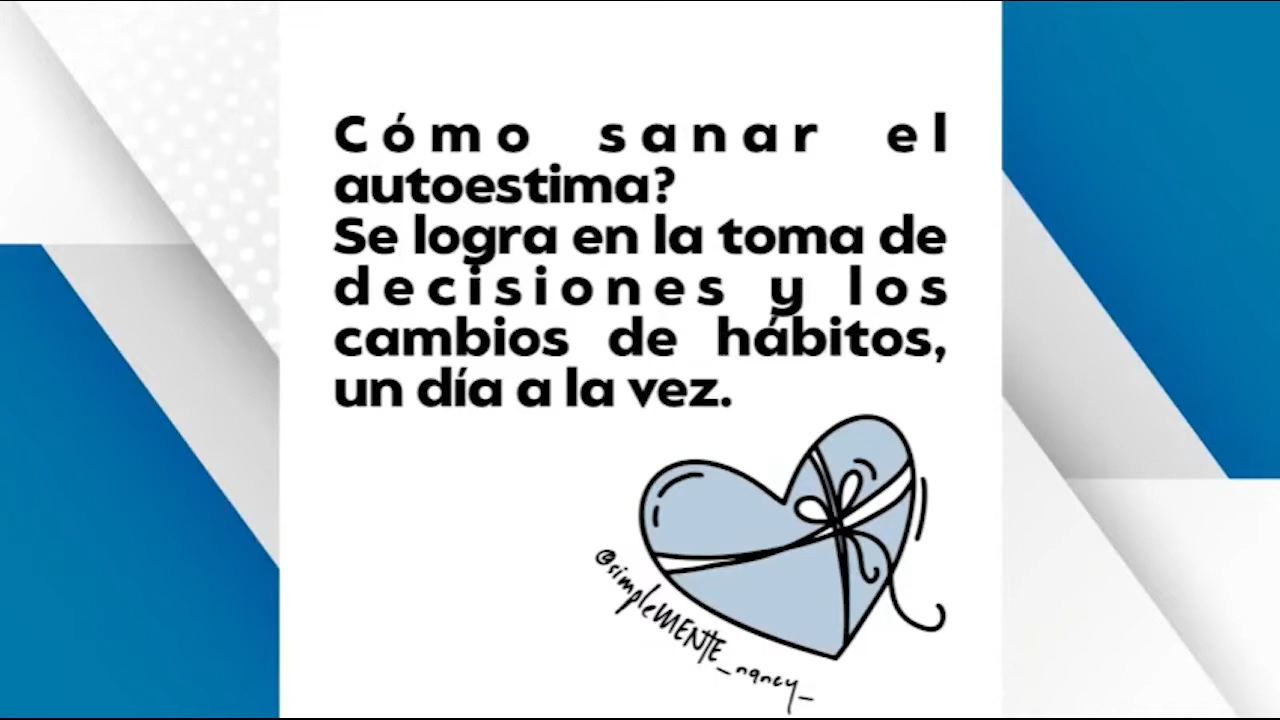 Cómo sanar el
autoestima?
Se logra en la toma de
decisiones y los
cambios de hábitos,
un día a la vez.
@simpleMENTE_nancy_